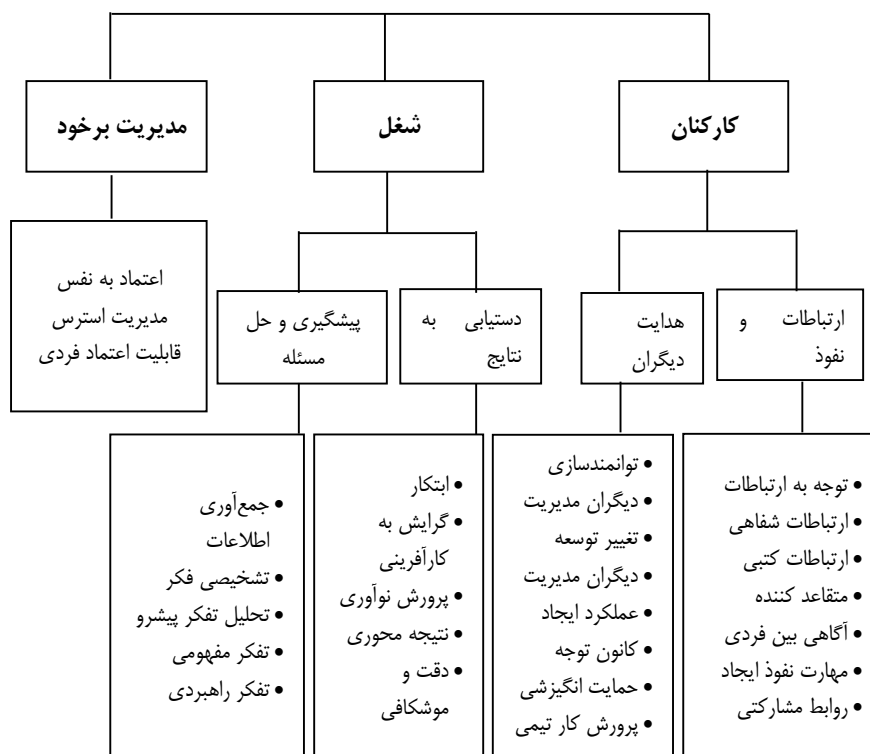 کارکنان
شغل
مدیریت برخود
ارتباطات و
نفوذ
هدایت
دیگران
دستیابی به
نتایج
پیشگیری و حل
مسئله
اعتماد به نفس
مدیریت استرس
قابلیت اعتماد فردی
• توجه به ارتباطات
• ارتباطات شفاهی
• ارتباطات کتبی
• متقاعد کننده
• آگاهی بین فردی
• مهارت نفوذ ایجاد
• روابط مشارکتی
• توانمندسازی
• دیگران مدیریت
• تغییر توسعه
• دیگران مدیریت
• عملکرد ایجاد
• کانون توجه
• حمایت انگیزشی
• پرورش کار تیمی
• ابتکار
• گرایش به
کارآفرینی
• پرورش نوآوری
• نتیجه محوری
• دقت و
موشکافی
• جمع‌آوری
اطلاعات
• تشخیصی فکر
• تحلیل تفکر پیشرو
• تفکر مفهومی
• تفکر راهبردی